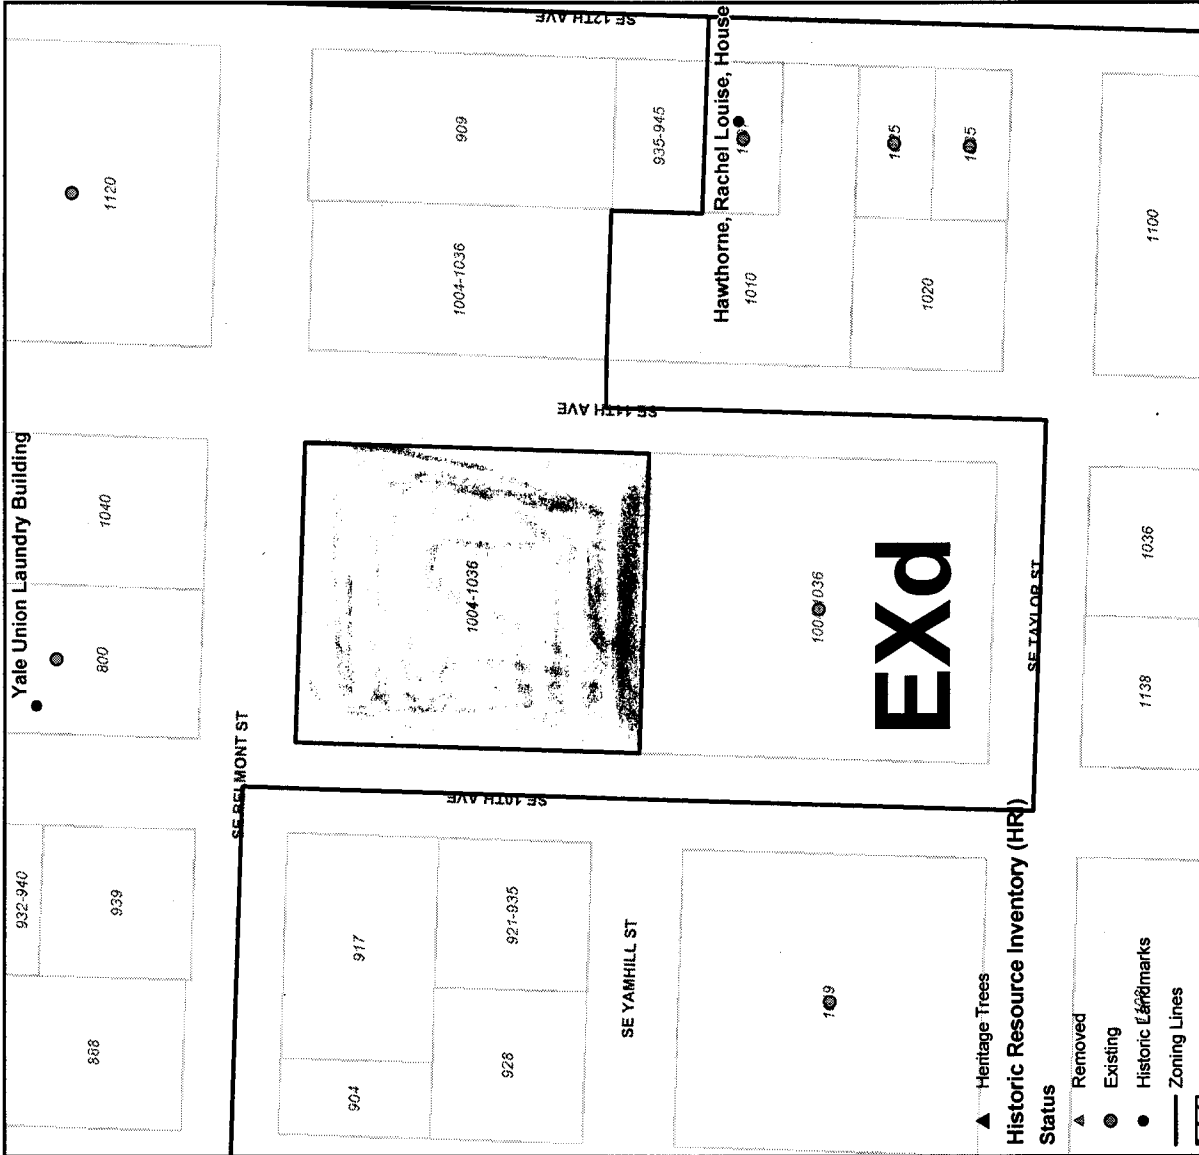 SE 12TH AVE
1120
909
935-945
Hawthorne, Rachel Louise, House
1004-1036
1010
1020
1100
SE 11TH AVE
Yale Union Laundry Building
1040
800
1004-1036
EXd
SE TAYLOR ST
1036
1138
SE BELMONT ST
SE 10TH AVE
932-940
939
888
917
904
921-935
928
SE YAMHILL ST
Heritage Trees
Historic Resource Inventory (HRI)
Status
Removed
Existing
Historic Landmarks
Zoning Lines